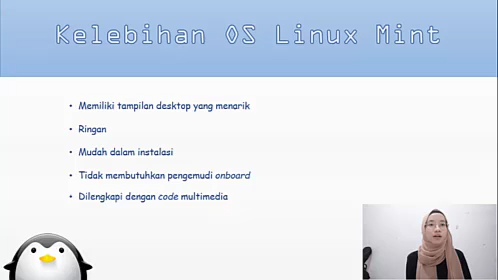 Kelebihan OS Linux Mint
• Memiliki tampilan desktop yang menarik
• Ringan
• Mudah dalam instalasi
• Tidak membutuhkan pengemudi onboard
• Dilengkapi dengan code multimedia